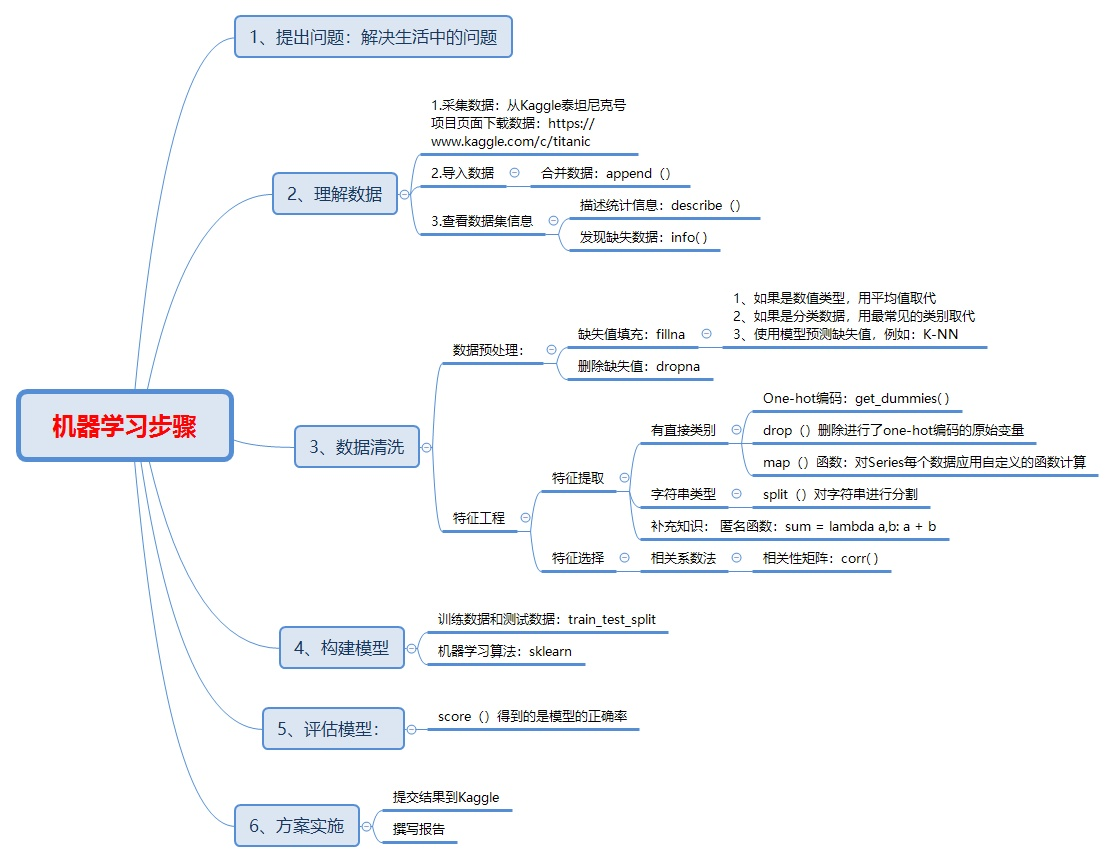 机器学习步骤
1、提出问题：解决生活中的问题
2、理解数据
1.采集数据：从Kaggle泰坦尼克号
项目页面下载数据：https://
www.kaggle.com/c/titanic
2.导入数据
合并数据：append（）
3.查看数据集信息
描述统计信息：describe（）
发现缺失数据：info( )
3、数据清洗
数据预处理：
缺失值填充：fillna
1、如果是数值类型，用平均值取代
2、如果是分类数据，用最常见的类别取代
3、使用模型预测缺失值，例如：K-NN
删除缺失值：dropna
特征工程
特征提取
有直接类别
One-hot编码：get_dummies( )
drop（）删除进行了one-hot编码的原始变量
map（）函数：对Series每个数据应用自定义的函数计算
字符串类型
split（）对字符串进行分割
补充知识： 匿名函数：sum = lambda a,b: a + b
特征选择
相关系数法
相关性矩阵：corr( )
4、构建模型
训练数据和测试数据：train_test_split
机器学习算法：sklearn
5、评估模型：
score（）得到的是模型的正确率
6、方案实施
提交结果到Kaggle
撰写报告